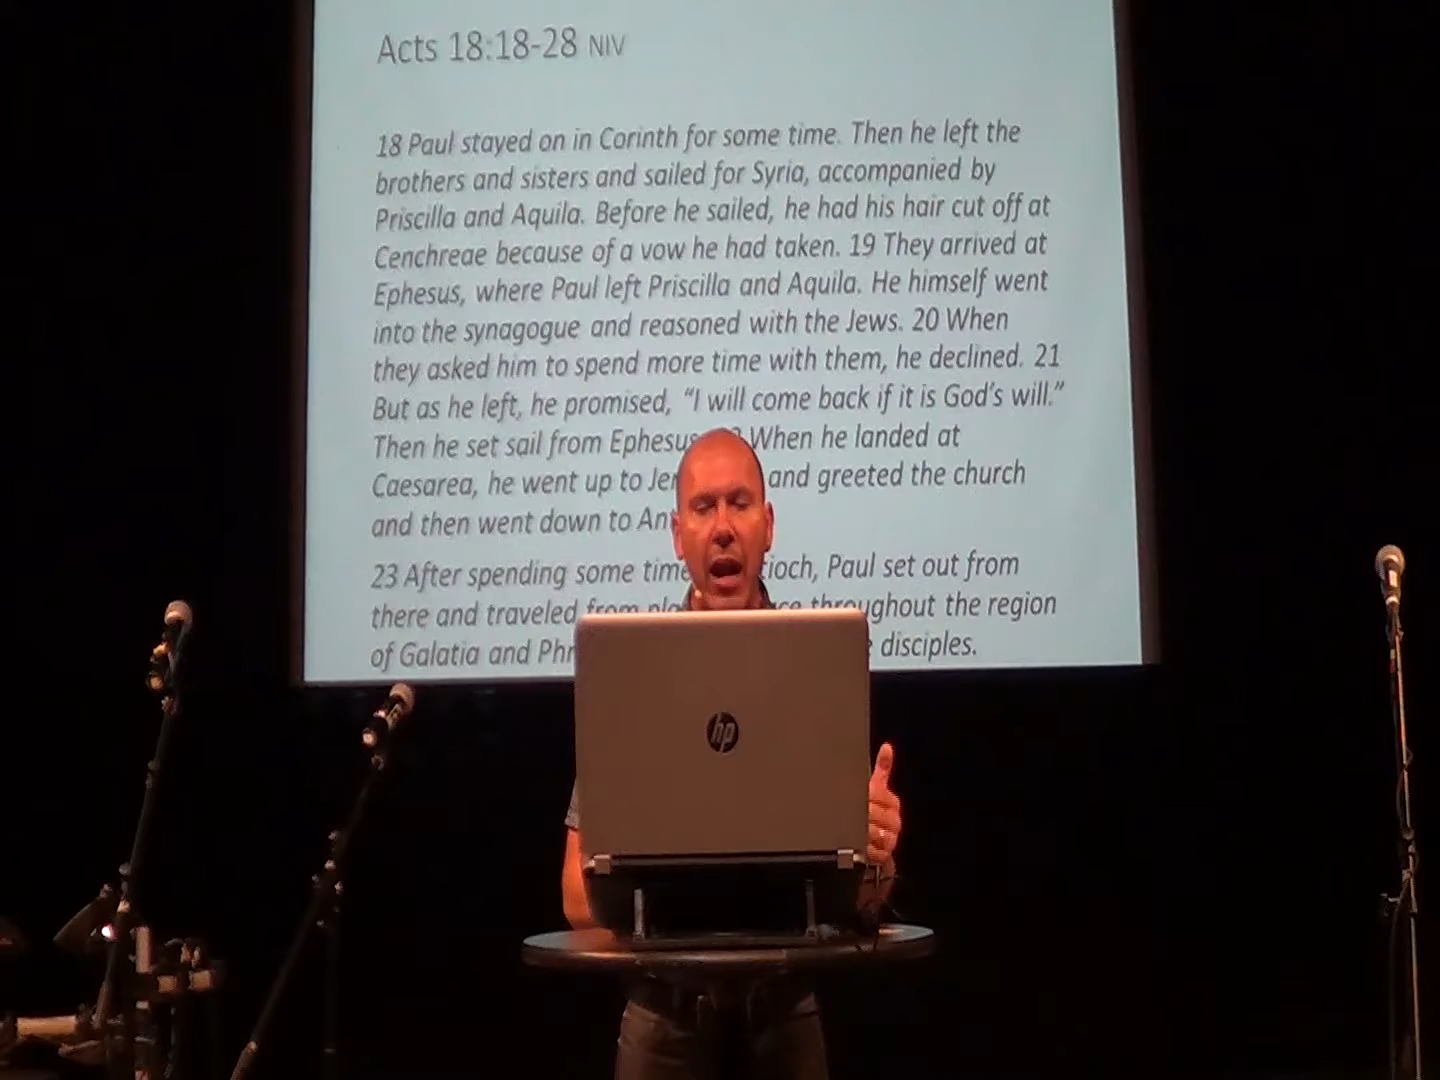 Acts 18:18-28 NIV
18 Paul stayed on in Corinth for some time. Then he left the
brothers and sisters and sailed for Syria, accompanied by
Priscilla and Aquila. Before he sailed, he had his hair cut off at
Cenchreae because of a vow he had taken. 19 They arrived at
Ephesus, where Paul left Priscilla and Aquila. He himself went
into the synagogue and reasoned with the Jews. 20 When
they asked him to spend more time with them, he declined. 21
But as he left, he promised, “I will come back if it is God’s will.”
Then he set sail from Ephesus When he landed at
Caesarea, he went up to and greeted the church
and then went down to
23 After spending some time Paul set out from
there and traveled from throughout the region
of Galatia and disciples.
hp